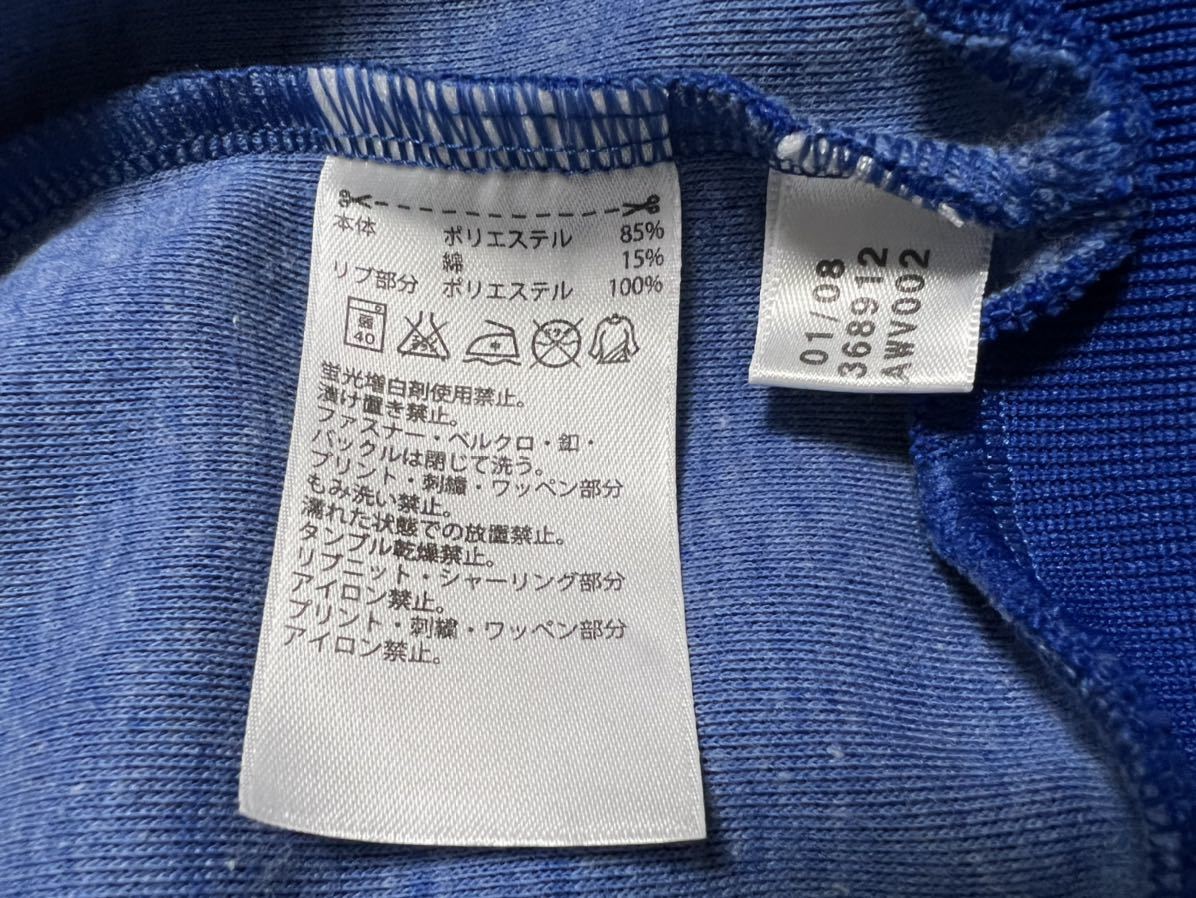 本体 ポリエステル 85%
綿 15%
リブ部分 ポリエステル 100%
弱
40
蛍光増白剤使用禁止。
漬け置き禁止。
ファスナー・ベルクロ・釦・
バックルは閉じて洗う。
プリント・刺繍・ワッペン部分
もみ洗い禁止。
濡れた状態での放置禁止。
タンブル乾燥禁止。
リブニット・シャーリング部分
アイロン禁止。
プリント・刺繍・ワッペン部分
アイロン禁止。
01/08
368912
AWV002